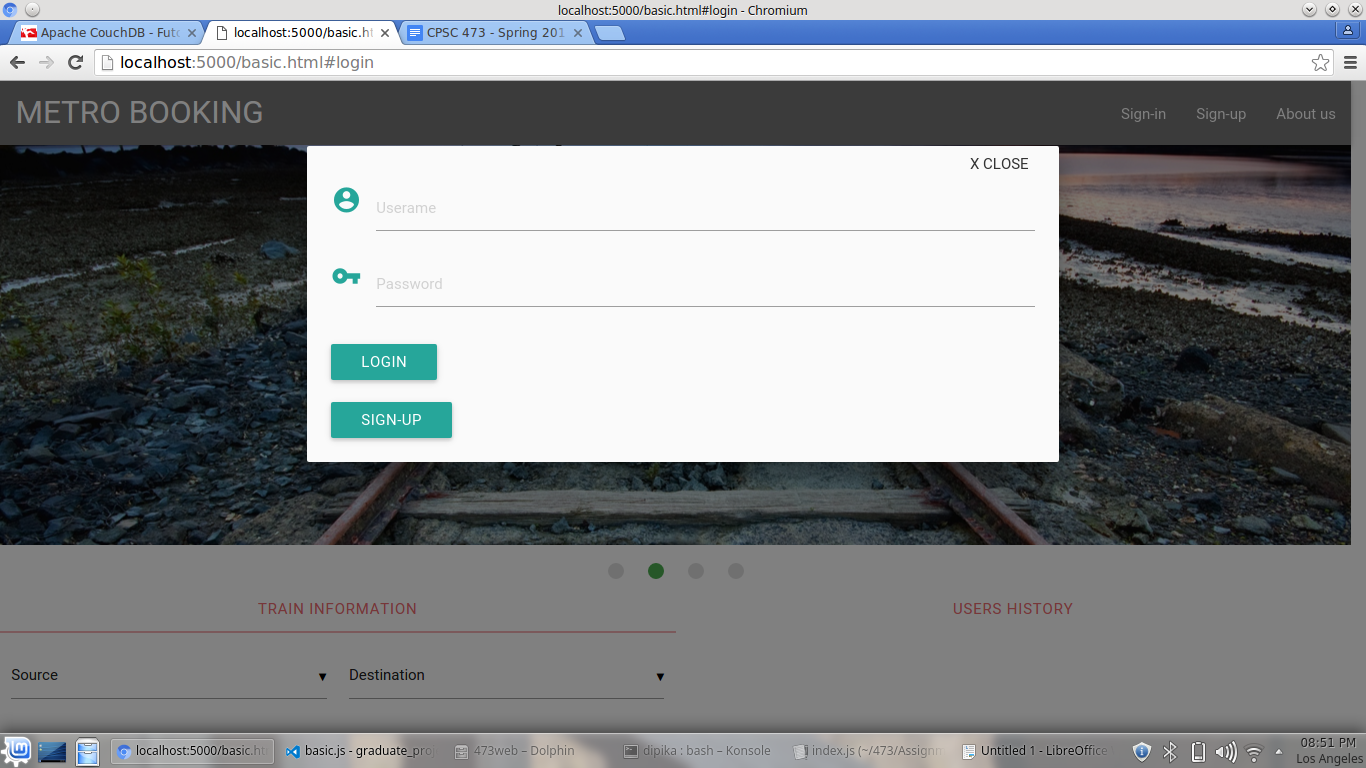 localhost:5000/basic.html#login - Chromium
Apache CouchDB - Futo
localhost:5000/basic.ht
CPSC 473 - Spring 201
localhost:5000/basic.html#login
METRO BOOKING
Sign-in
Sign-up
About us
X CLOSE
Userame
Password
LOGIN
SIGN-UP
TRAIN INFORMATION
USERS HISTORY
Source
Destination
localhost:5000/basic.ht
basic.js - graduate_proj
473web – Dolphin
dipika : bash – Konsole
index.js (~/473/Assignm
Untitled 1 - LibreOffice
08:51 PM
Los Angeles